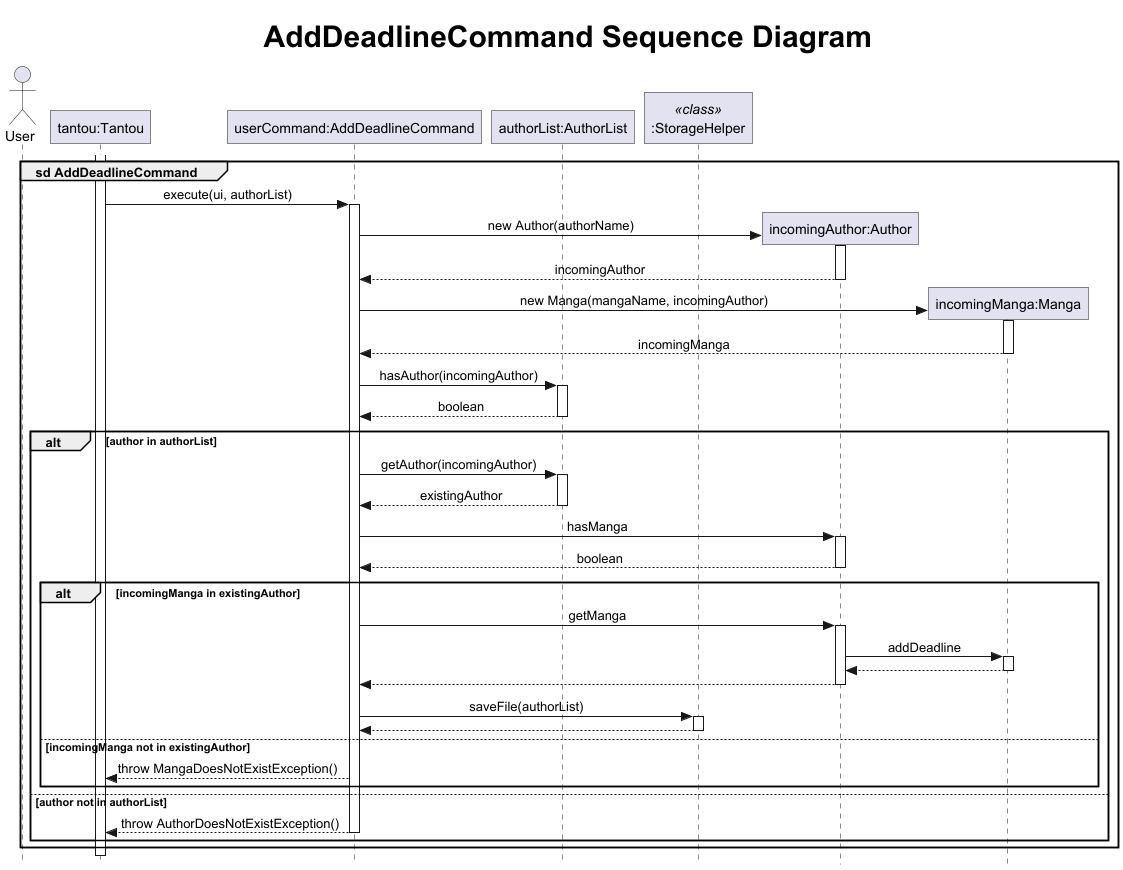 AddDeadlineCommand Sequence Diagram
User
tantou:Tantou
userCommand:AddDeadlineCommand
authorList:AuthorList
«class»
:StorageHelper
sd AddDeadlineCommand
execute(ui, authorList)
new Author(authorName)
incomingAuthor:Author
incomingAuthor
new Manga(mangaName, incomingAuthor)
incomingManga:Manga
incomingManga
hasAuthor(incomingAuthor)
boolean
alt
[author in authorList]
getAuthor(incomingAuthor)
existingAuthor
hasManga
boolean
alt
[incomingManga in existingAuthor]
getManga
addDeadline
saveFile(authorList)
[incomingManga not in existingAuthor]
throw MangaDoesNotExistException()
[author not in authorList]
throw AuthorDoesNotExistException()